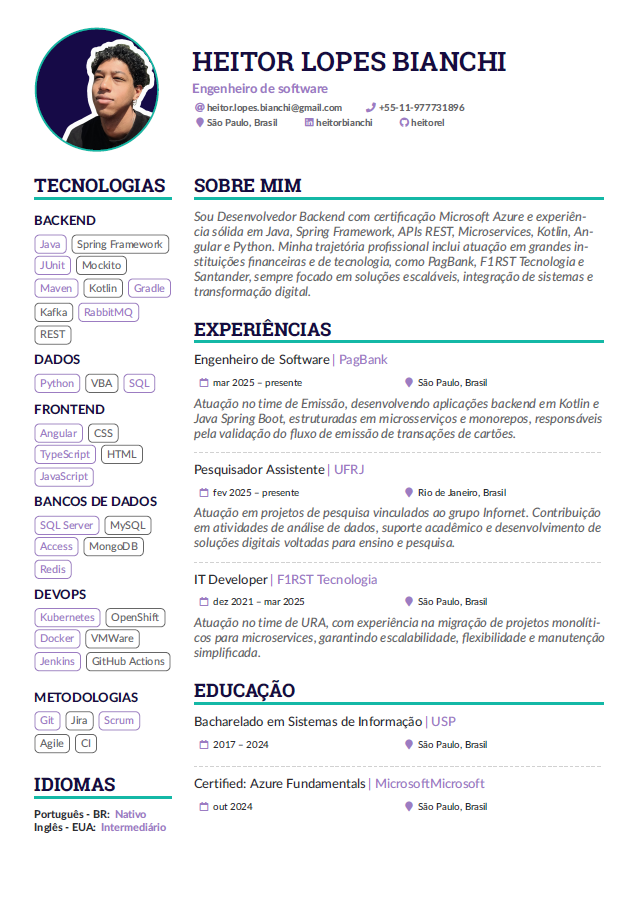 HEITOR LOPES BIANCHI
Engenheiro de software
heitor.lopes.bianchi@gmail.com +55-11-977731896
São Paulo, Brasil heitorbianchi heitorel
TECNOLOGIAS
BACKEND
Java Spring Framework
JUnit Mockito
Maven Kotlin Gradle
Kafka RabbitMQ
REST
DADOS
Python VBA SQL
FRONTEND
Angular CSS
TypeScript HTML
JavaScript
BANCOS DE DADOS
SQL Server MySQL
Access MongoDB
Redis
DEVOPS
Kubernetes OpenShift
Docker VMWare
Jenkins GitHub Actions
METODOLOGIAS
Git Jira Scrum
Agile CI
IDIOMAS
Português - BR: Nativo
Inglês - EUA: Intermediário
SOBRE MIM
Sou Desenvolvedor Backend com certificação Microsoft Azure e experiên-
cia sólida em Java, Spring Framework, APIs REST, Microservices, Kotlin, An-
gular e Python. Minha trajetória profissional inclui atuação em grandes in-
stituições financeiras e de tecnologia, como PagBank, F1RST Tecnologia e
Santander, sempre focado em soluções escaláveis, integração de sistemas e
transformação digital.
EXPERIÊNCIAS
Engenheiro de Software | PagBank
mar 2025 – presente São Paulo, Brasil
Atuação no time de Emissão, desenvolvendo aplicações backend em Kotlin e
Java Spring Boot, estruturadas em microsserviços e monorepos, responsáveis
pela validação do fluxo de emissão de transações de cartões.
Pesquisador Assistente | UFRJ
fev 2025 – presente Rio de Janeiro, Brasil
Atuação em projetos de pesquisa vinculados ao grupo Infornet. Contribuição
em atividades de análise de dados, suporte acadêmico e desenvolvimento de
soluções digitais voltadas para ensino e pesquisa.
IT Developer | F1RST Tecnologia
dez 2021 – mar 2025 São Paulo, Brasil
Atuação no time de URA, com experiência na migração de projetos monolíti-
cos para microservices, garantindo escalabilidade, flexibilidade e manutenção
simplificada.
EDUCAÇÃO
Bacharelado em Sistemas de Informação | USP
2017 – 2024 São Paulo, Brasil
Certified: Azure Fundamentals | MicrosoftMicrosoft
out 2024 São Paulo, Brasil